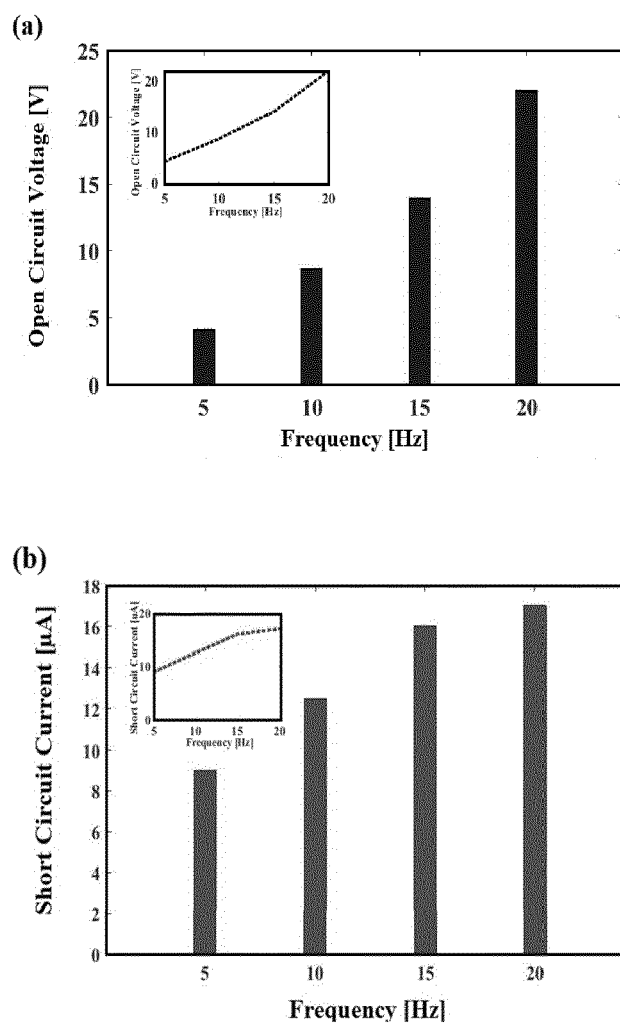 (a)
25
20
15
10
5
0
Open Circuit Voltage [V]
20
10
0
Open Circuit Voltage [V]
5 10 15 20
Frequency [Hz]
5 10 15 20
Frequency [Hz]
(b)
18
16
14
12
10
8
6
4
2
0
Short Circuit Current [µA]
20
10
0
Short Circuit Current [µA]
5 10 15 20
Frequency [Hz]
5 10 15 20
Frequency [Hz]